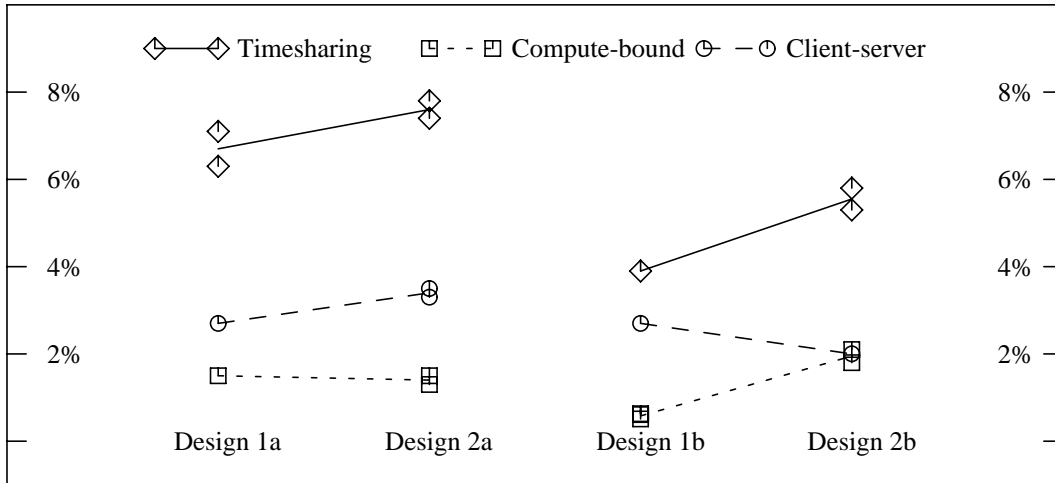 Timesharing Compute-bound Client-server
8% 8%
6% 6%
4% 4%
2% 2%
Design 1a Design 2a Design 1b Design 2b